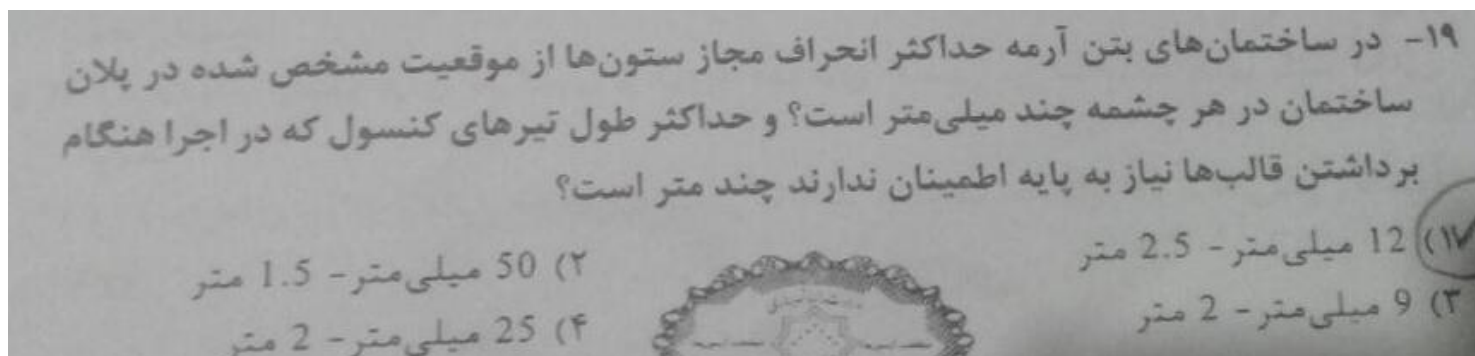 ۱۹- در ساختمان‌های بتن آرمه حداکثر انحراف مجاز ستون‌ها از موقعیت مشخص شده در پلان
ساختمان در هر چشمه چند میلی‌متر است؟ و حداکثر طول تیرهای کنسول که در اجرا هنگام
برداشتن قالب‌ها نیاز به پایه اطمینان ندارند چند متر است؟
۱) 12 میلی‌متر - 2.5 متر
۲) 50 میلی‌متر - 1.5 متر
۳) 9 میلی‌متر - 2 متر
۴) 25 میلی‌متر - 2 متر